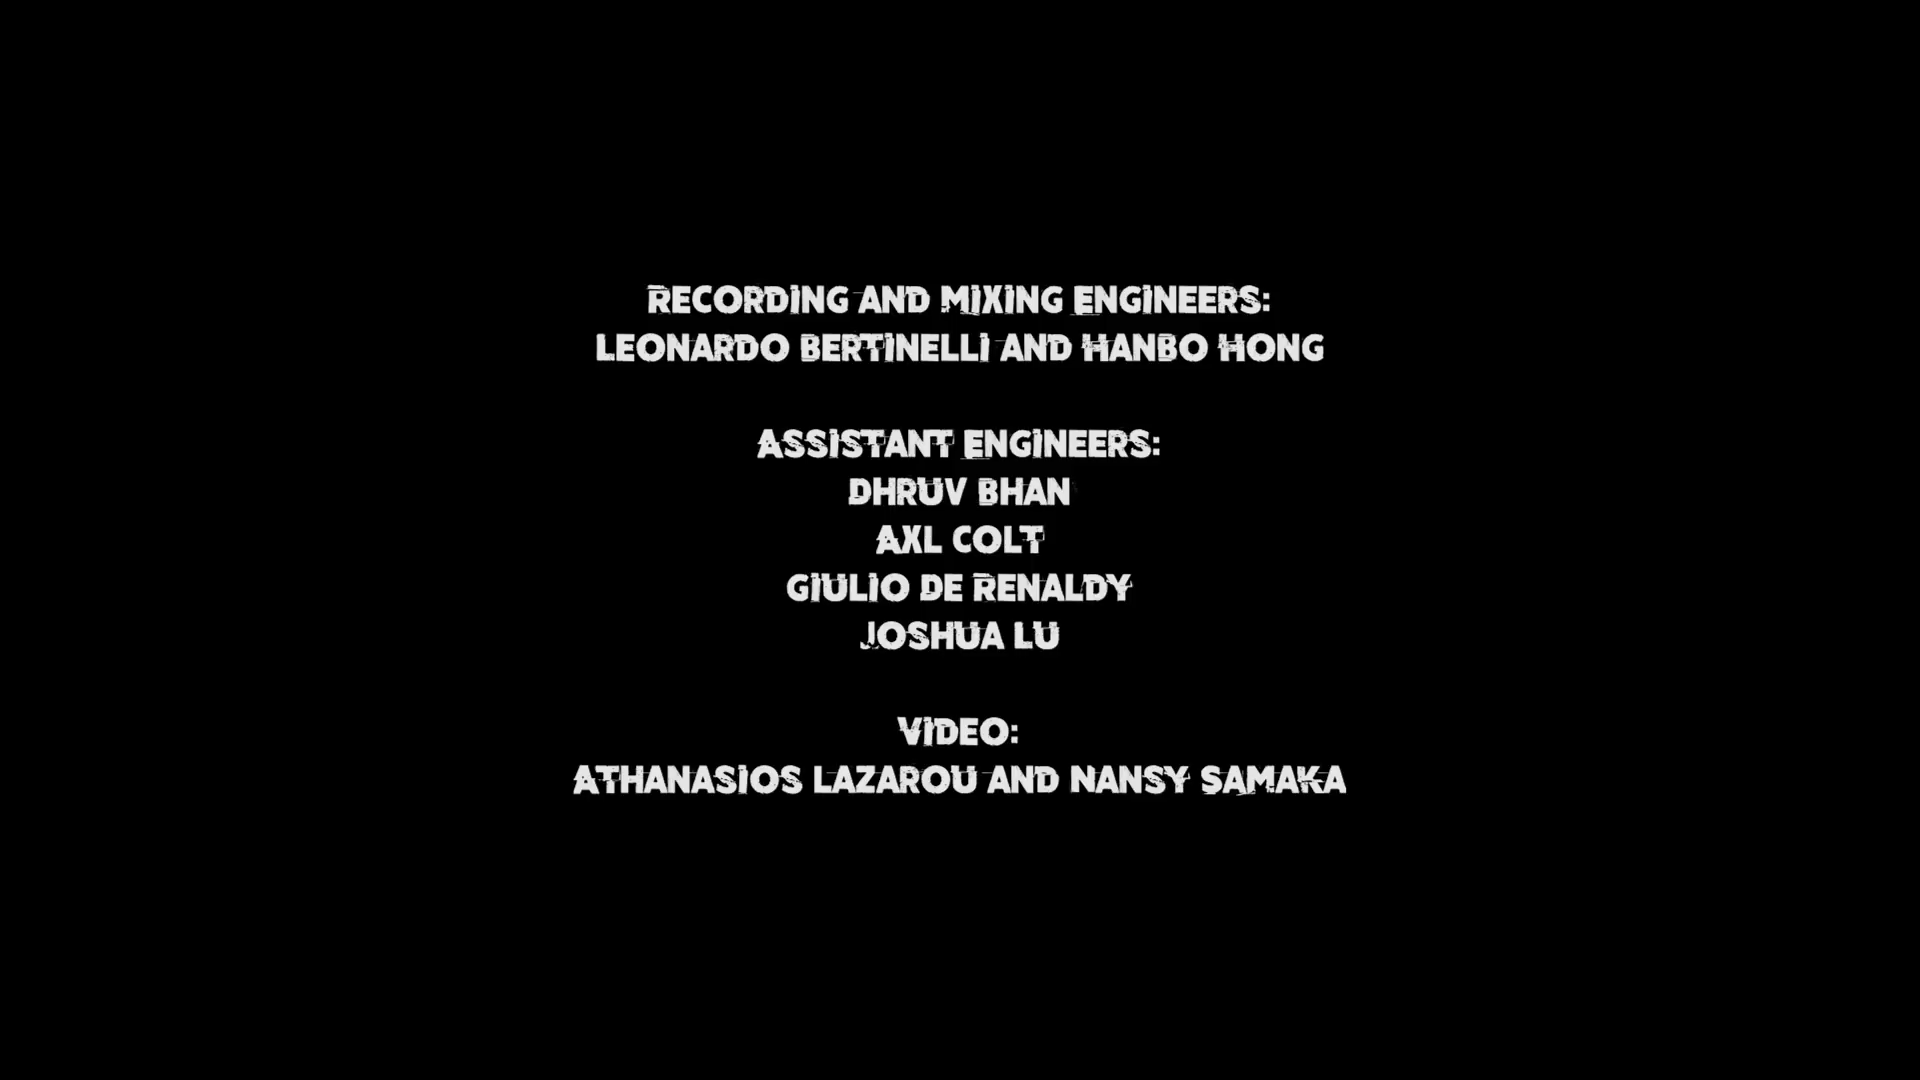 Recording and Mixing Engineers:
Leonardo Bertinelli and Hanbo Hong
Assistant Engineers:
Dhruv Bhan
Axl Colt
Giulio de Renaldy
Joshua Lu
Video:
Athanasios Lazarou and Nansy Samaka